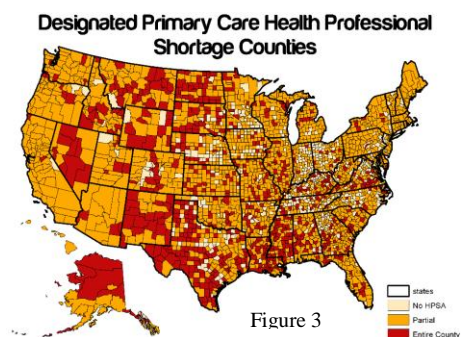 Designated Primary Care Health Professional
Shortage Counties
states
No HPSA
Partial
Entire County
Figure 3